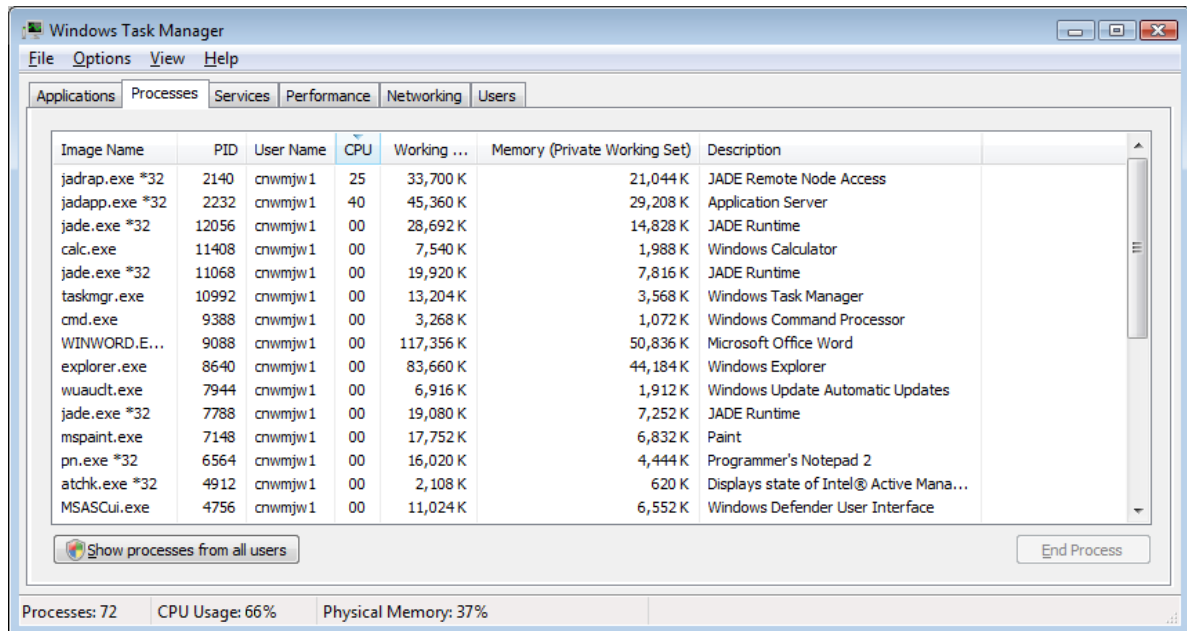 Windows Task Manager
File Options View Help
Applications Processes Services Performance Networking Users
Image Name PID User Name CPU Working ... Memory (Private Working Set) Description
jadrap.exe *32 2140 cnwmjw1 25 33,700 K 21,044 K JADE Remote Node Access
jadapp.exe *32 2232 cnwmjw1 40 45,360 K 29,208 K Application Server
jade.exe *32 12056 cnwmjw1 00 28,692 K 14,828 K JADE Runtime
calc.exe 11408 cnwmjw1 00 7,540 K 1,988 K Windows Calculator
jade.exe *32 11068 cnwmjw1 00 19,920 K 7,816 K JADE Runtime
taskmgr.exe 10992 cnwmjw1 00 13,204 K 3,568 K Windows Task Manager
cmd.exe 9388 cnwmjw1 00 3,268 K 1,072 K Windows Command Processor
WINWORD.E... 9088 cnwmjw1 00 117,356 K 50,836 K Microsoft Office Word
explorer.exe 8640 cnwmjw1 00 83,660 K 44,184 K Windows Explorer
wuauclt.exe 7944 cnwmjw1 00 6,916 K 1,912 K Windows Update Automatic Updates
jade.exe *32 7788 cnwmjw1 00 19,080 K 7,252 K JADE Runtime
mspaint.exe 7148 cnwmjw1 00 17,752 K 6,832 K Paint
pn.exe *32 6564 cnwmjw1 00 16,020 K 4,444 K Programmer's Notepad 2
atchk.exe *32 4912 cnwmjw1 00 2,108 K 620 K Displays state of Intel® Active Mana...
MSASCui.exe 4756 cnwmjw1 00 11,024 K 6,552 K Windows Defender User Interface
Show processes from all users End Process
Processes: 72 CPU Usage: 66% Physical Memory: 37%